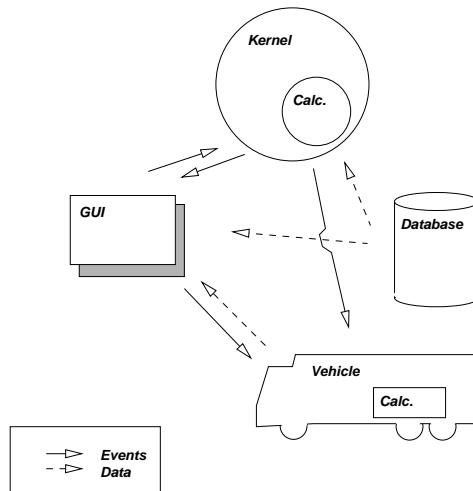 Kernel
Calc.
GUI
Database
Vehicle
Calc.
Events
Data